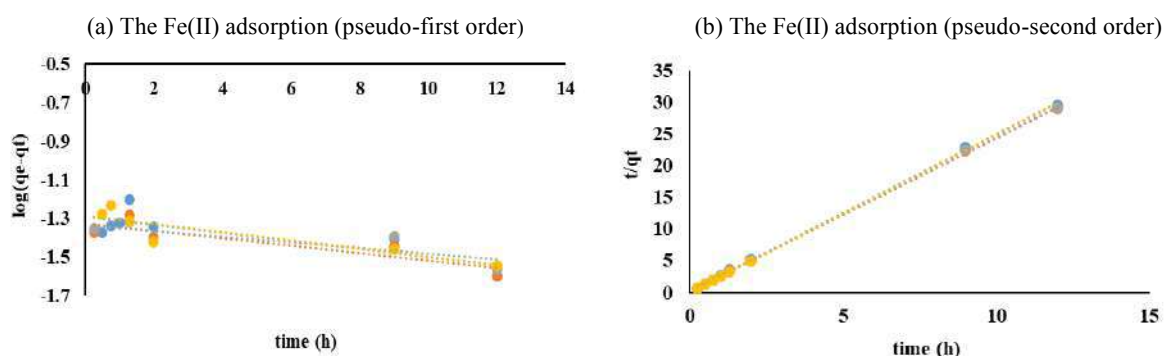 (a) The Fe(II) adsorption (pseudo-first order)
-0.5
0 2 4 6 8 10 12 14
-0.7
-0.9
-1.1
-1.3
-1.5
-1.7
log(qe-qt)
time (h)
(b) The Fe(II) adsorption (pseudo-second order)
35
30
25
20
15
10
5
0
t/qt
0 5 10 15
time (h)